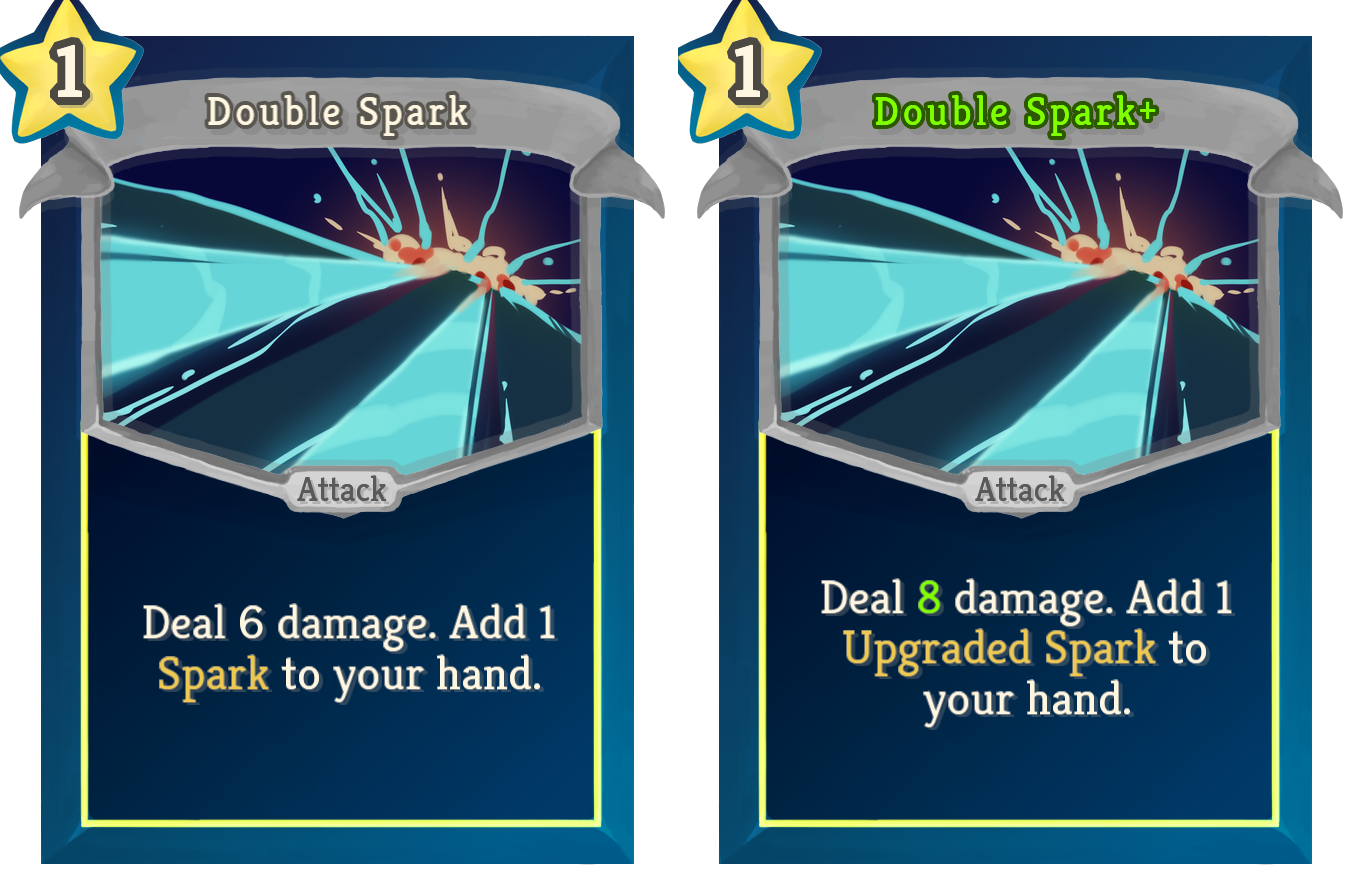 1
Double Spark
Attack
Deal 6 damage. Add 1
Spark to your hand.
1
Double Spark+
Attack
Deal 8 damage. Add 1
Upgraded Spark to
your hand.